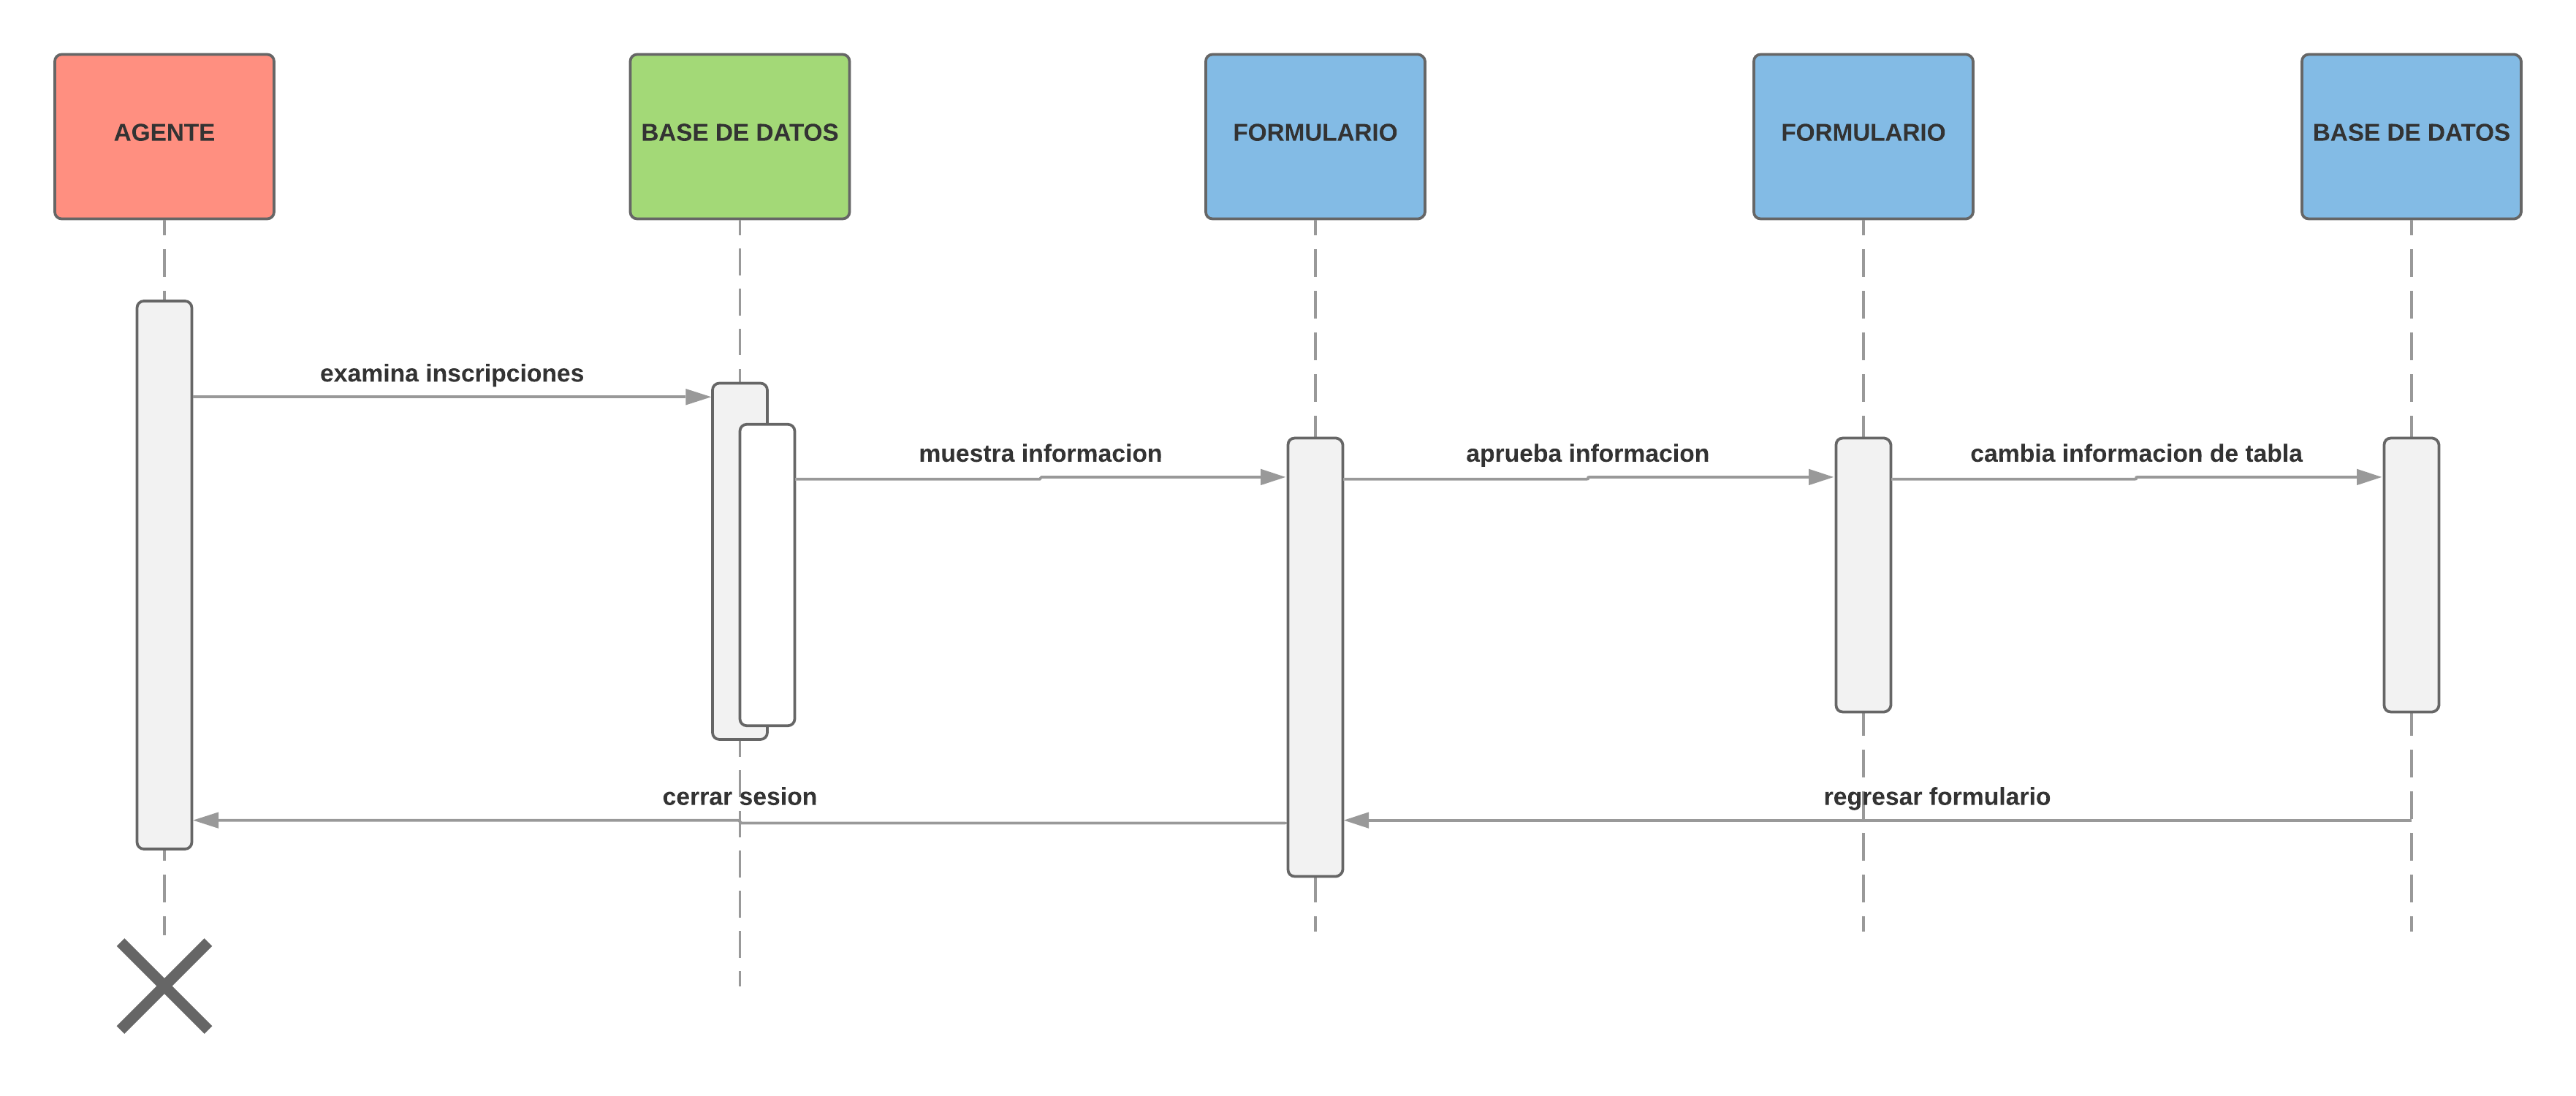 AGENTE
BASE DE DATOS
FORMULARIO
FORMULARIO
BASE DE DATOS
examina inscripciones
muestra informacion
aprueba informacion
cambia informacion de tabla
cerrar sesion
regresar formulario